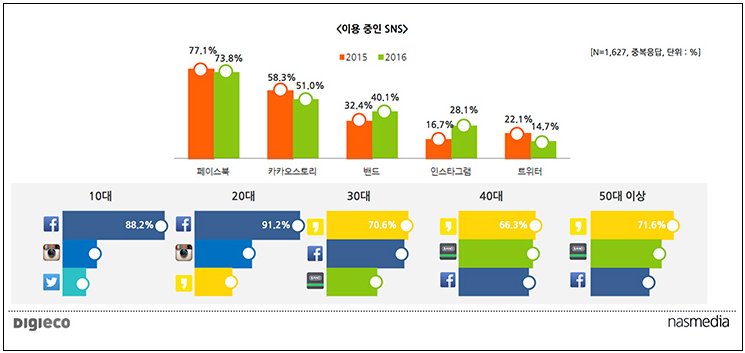 <이용 중인 SNS>
[N=1,627, 중복응답, 단위 : %]
2015 2016
77.1% 73.8% 58.3% 51.0% 32.4% 40.1% 16.7% 28.1% 22.1% 14.7%
페이스북 카카오스토리 밴드 인스타그램 트위터
10대 20대 30대 40대 50대 이상
88.2% 91.2% 70.6% 66.3% 71.6%
DIGIECO nasmedia